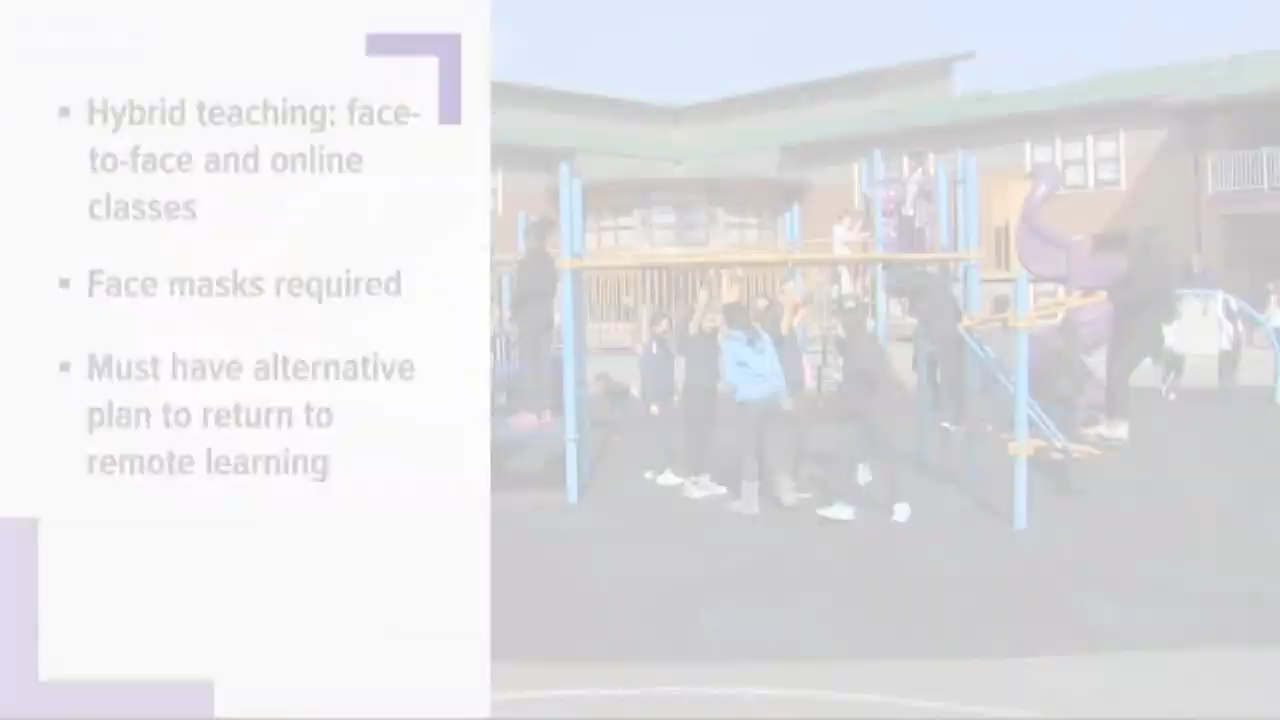 ▪ Hybrid teaching: face-
to-face and online
classes
▪ Face masks required
▪ Must have alternative
plan to return to
remote learning